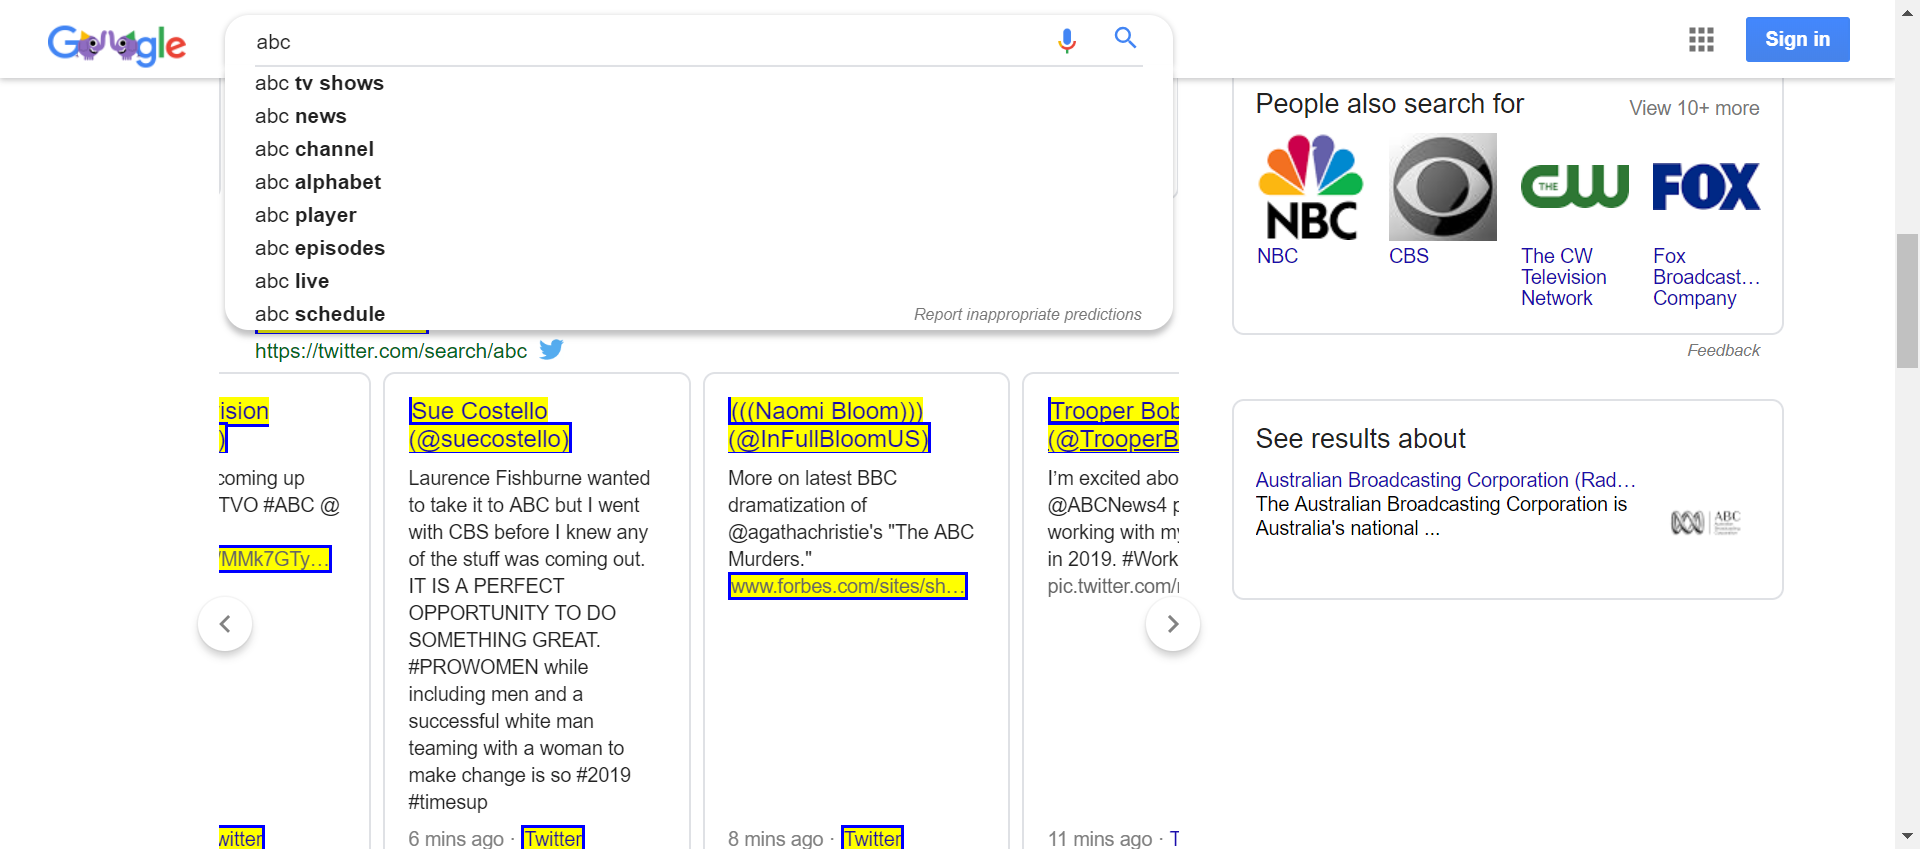 Google
abc
Sign in
abc tv shows
abc news
abc channel
abc alphabet
abc player
abc episodes
abc live
abc schedule
Report inappropriate predictions
https://twitter.com/search/abc
ision
)
coming up
TVO #ABC @
/MMk7GTy...
witter
Sue Costello
(@suecostello)
Laurence Fishburne wanted
to take it to ABC but I went
with CBS before I knew any
of the stuff was coming out.
IT IS A PERFECT
OPPORTUNITY TO DO
SOMETHING GREAT.
#PROWOMEN while
including men and a
successful white man
teaming with a woman to
make change is so #2019
#timesup
6 mins ago · Twitter
(((Naomi Bloom)))
(@InFullBloomUS)
More on latest BBC
dramatization of
@agathachristie's "The ABC
Murders."
www.forbes.com/sites/sh...
8 mins ago · Twitter
Trooper Bob
(@TrooperB
I'm excited abo
@ABCNews4 p
working with my
in 2019. #Work
pic.twitter.com/
11 mins ago · T
People also search for
View 10+ more
NBC
THE CW
FOX
NBC
CBS
The CW
Television
Network
Fox
Broadcast...
Company
Feedback
See results about
Australian Broadcasting Corporation (Rad...
The Australian Broadcasting Corporation is
Australia's national ...
ABC